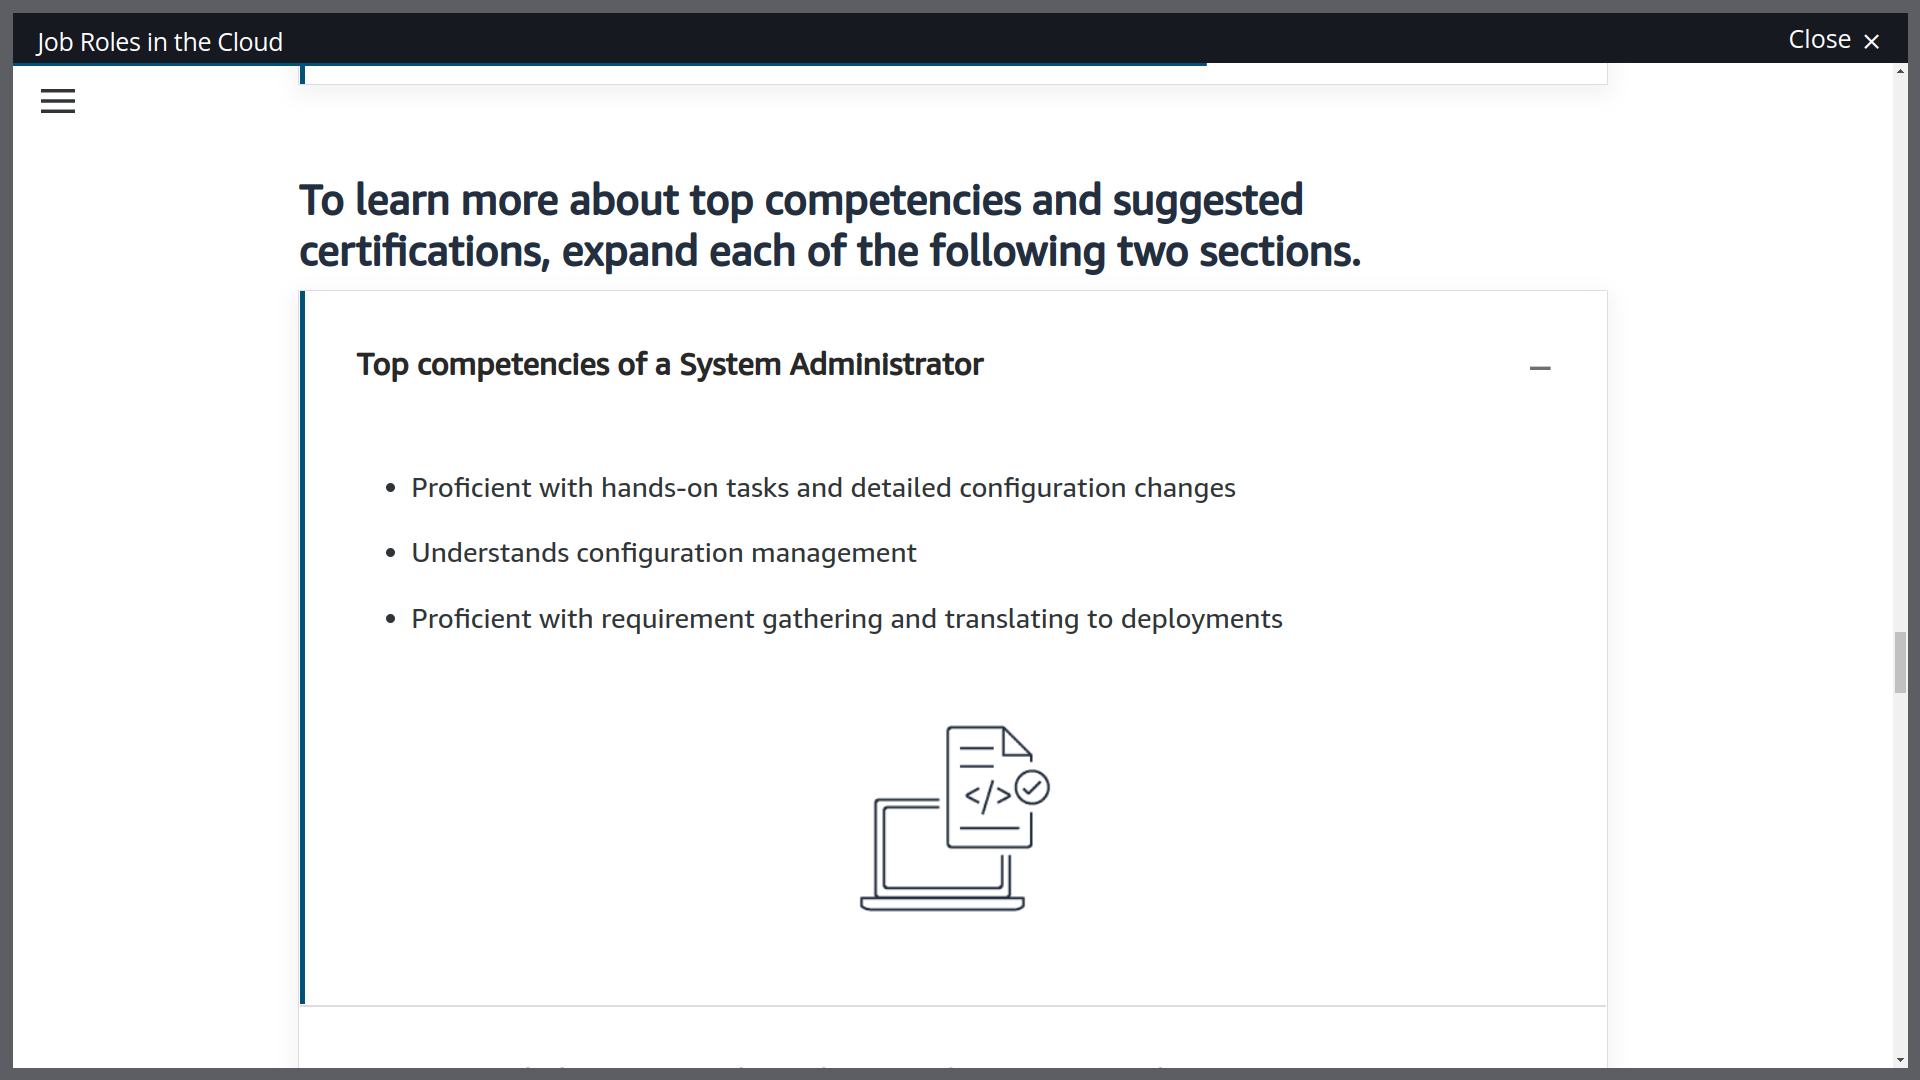 Job Roles in the Cloud
Close ×
To learn more about top competencies and suggested
certifications, expand each of the following two sections.
Top competencies of a System Administrator
• Proficient with hands-on tasks and detailed configuration changes
• Understands configuration management
• Proficient with requirement gathering and translating to deployments
</>